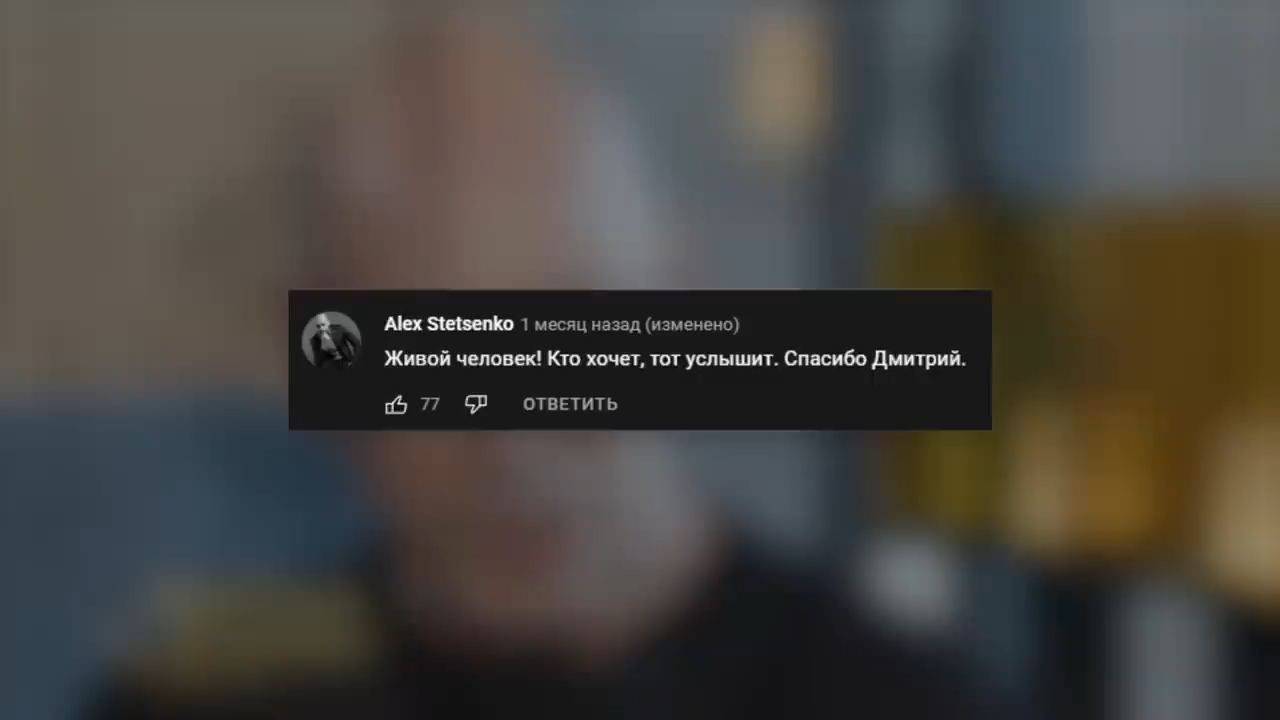 Alex Stetsenko 1 месяц назад (изменено)
Живой человек! Кто хочет, тот услышит. Спасибо Дмитрий.
77 ОТВЕТИТЬ